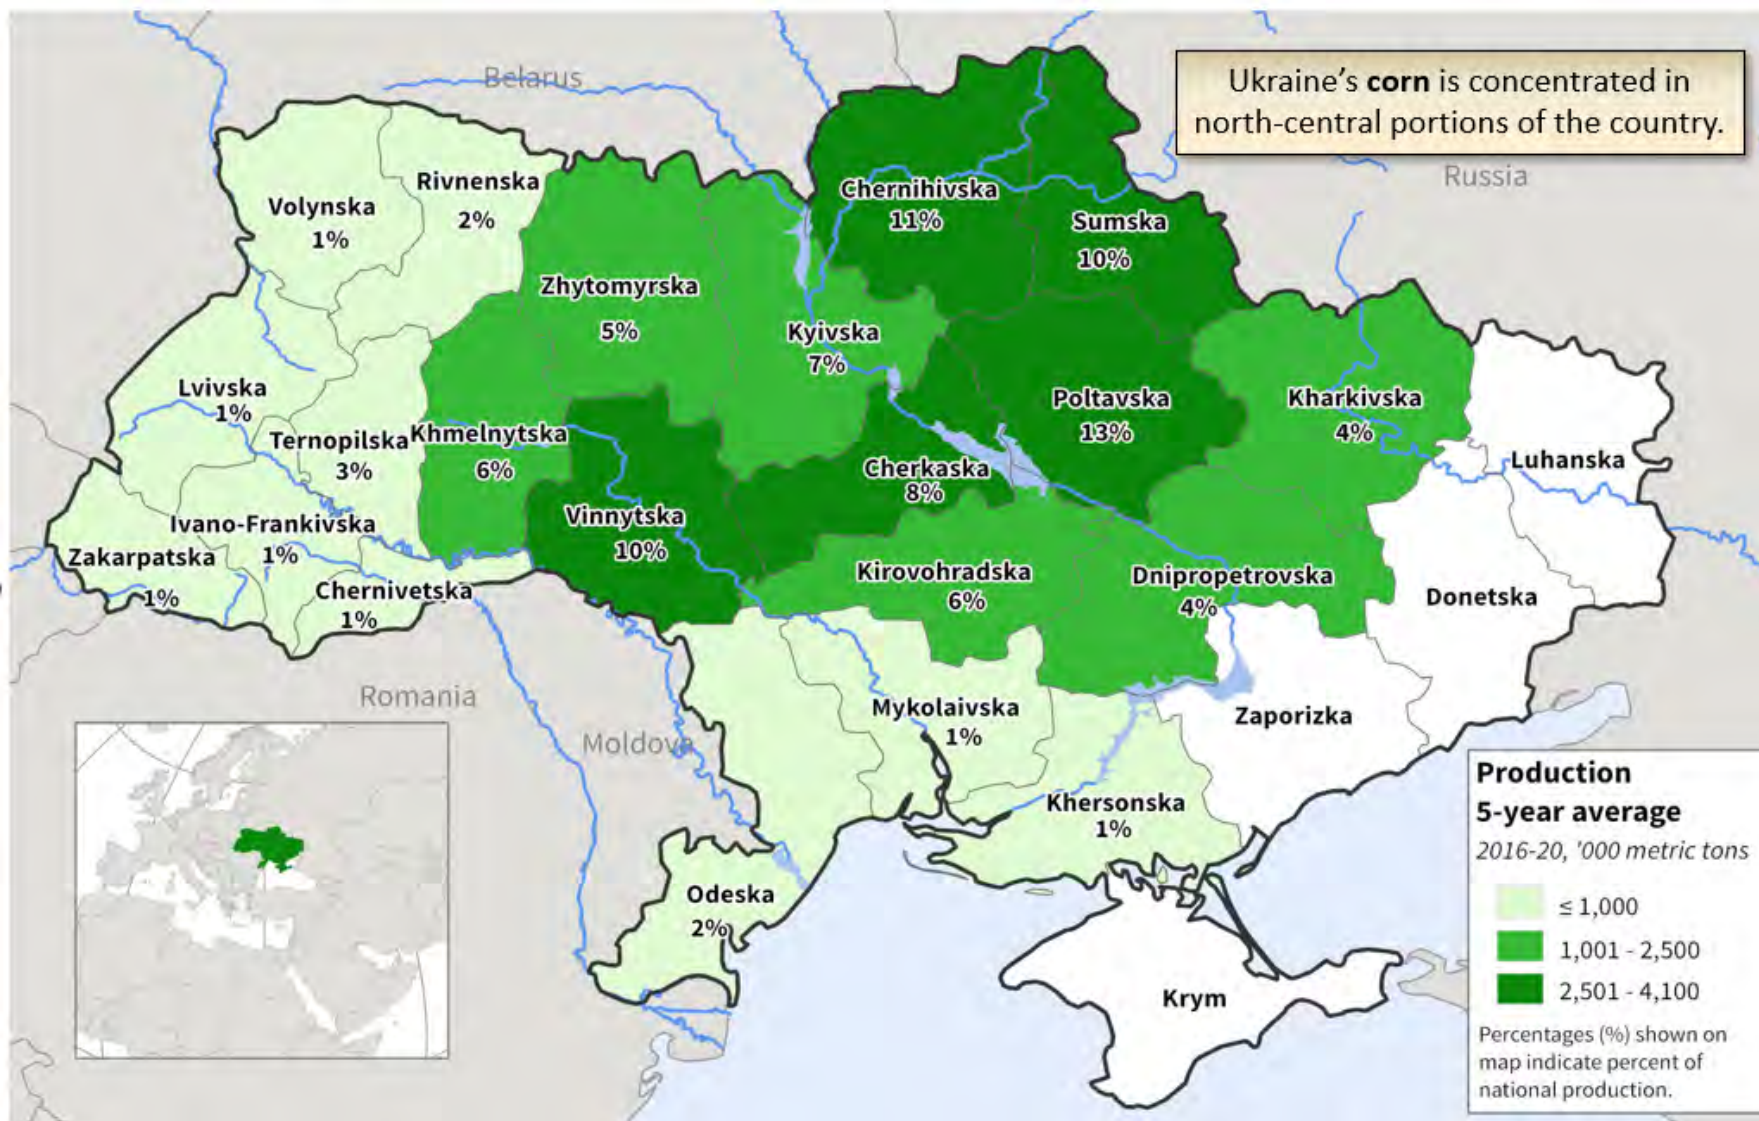 Ukraine's corn is concentrated in
north-central portions of the country.
Belarus
Russia
Volynska
1%
Rivnenska
2%
Zhytomyrska
5%
Kyivska
7%
Chernihivska
11%
Sumska
10%
Lvivska
1%
Ternopilska
3%
Khmelnytska
6%
Vinnytska
10%
Cherkaska
8%
Poltavska
13%
Kharkivska
4%
Luhanska
Zakarpatska
1%
Ivano-Frankivska
1%
Chernivetska
1%
Kirovohradska
6%
Dnipropetrovska
4%
Donetska
Romania
Moldova
Mykolaivska
1%
Zaporizka
Khersonska
1%
Odeska
2%
Krym
Production
5-year average
2016-20, '000 metric tons
≤ 1,000
1,001 - 2,500
2,501 - 4,100
Percentages (%) shown on
map indicate percent of
national production.